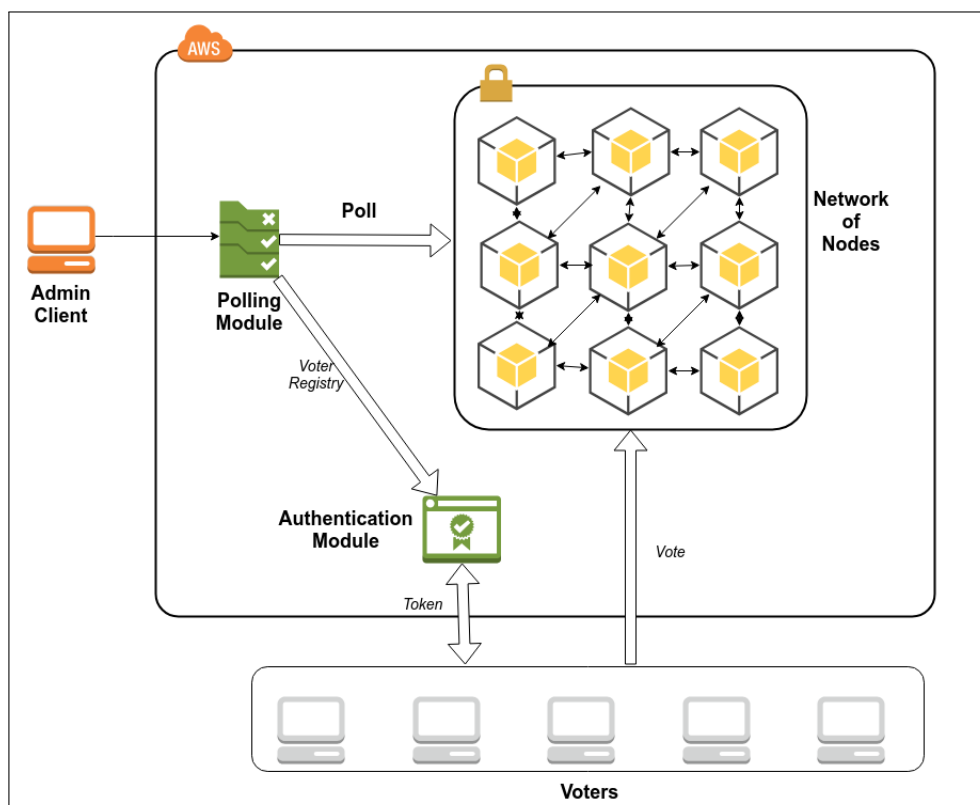 AWS
Network
of
Nodes
Poll
Admin
Client
Polling
Module
Voter
Registry
Authentication
Module
Vote
Token
Voters